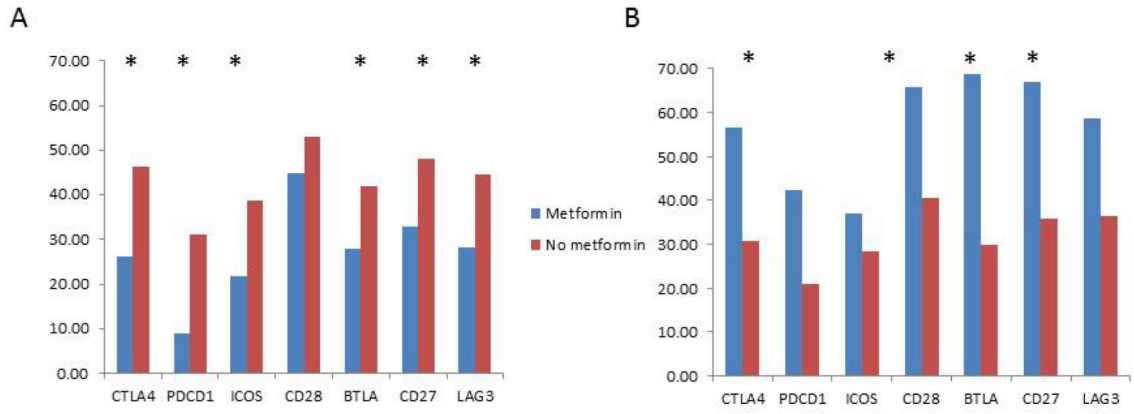 A
* * * * * *
70.00
60.00
50.00
40.00
30.00
20.00
10.00
0.00
CTLA4 PDCD1 ICOS CD28 BTLA CD27 LAG3
Metformin
No metformin
B
* * * *
70.00
60.00
50.00
40.00
30.00
20.00
10.00
0.00
CTLA4 PDCD1 ICOS CD28 BTLA CD27 LAG3